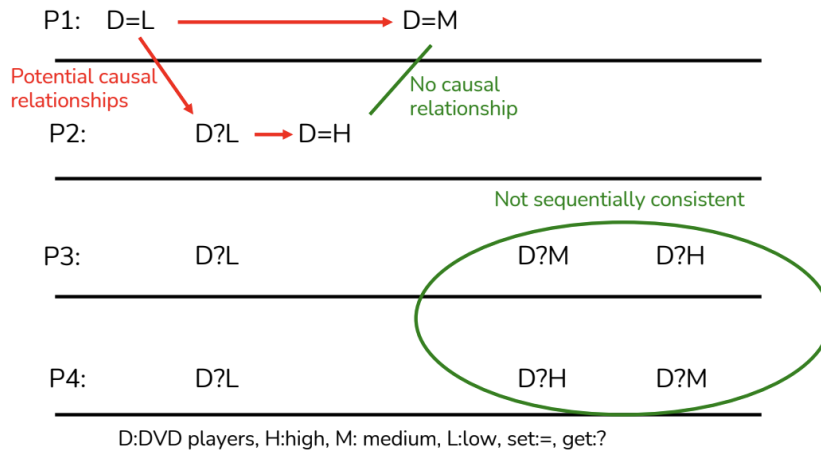 P1: D=L D=M
Potential causal
relationships
No causal
relationship
P2: D?L D=H
Not sequentially consistent
P3: D?L D?M D?H
P4: D?L D?H D?M
D:DVD players, H:high, M: medium, L:low, set:=, get:?